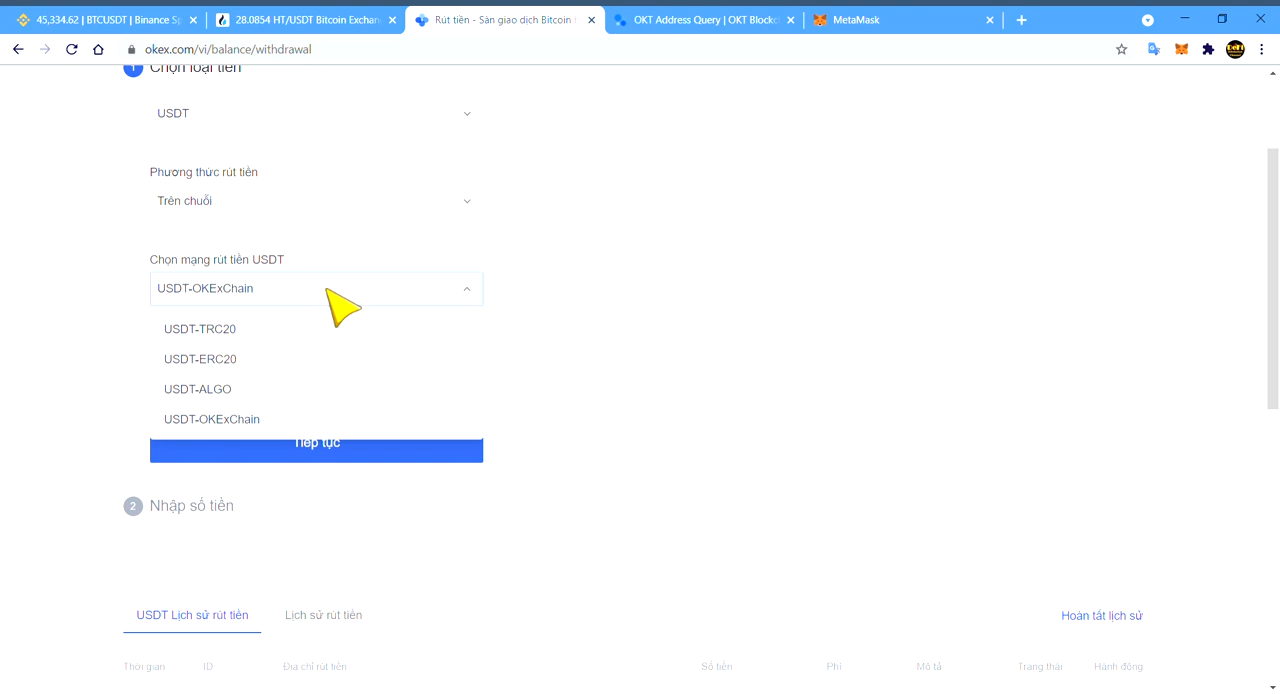 45,334.62 | BTCUSDT | Binance Sp
28.0854 HT/USDT Bitcoin Exchan
Rút tiền - Sàn giao dịch Bitcoin
OKT Address Query | OKT Blockc
MetaMask
okex.com/vi/balance/withdrawal
1 Chọn loại tiền
USDT
Phương thức rút tiền
Trên chuỗi
Chọn mạng rút tiền USDT
USDT-OKExChain
USDT-TRC20
USDT-ERC20
USDT-ALGO
USDT-OKExChain
Tiếp tục
2 Nhập số tiền
USDT Lịch sử rút tiền
Lịch sử rút tiền
Hoàn tất lịch sử
Thời gian ID Địa chỉ rút tiền Số tiền Phí Mô tả Trạng thái Hành động